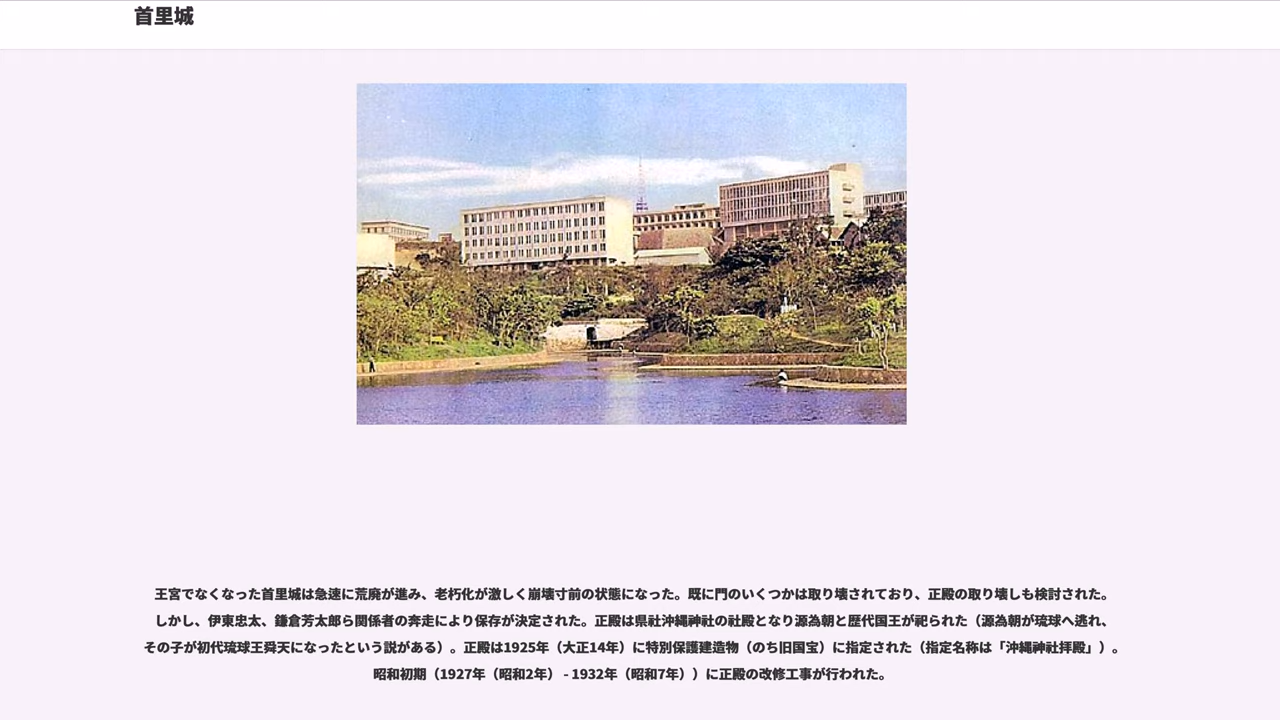 首里城
王宮でなくなった首里城は急速に荒廃が進み、老朽化が激しく崩壊寸前の状態になった。既に門のいくつかは取り壊されており、正殿の取り壊しも検討された。
しかし、伊東忠太、鎌倉芳太郎ら関係者の奔走により保存が決定された。正殿は県社沖縄神社の社殿となり源為朝と歴代国王が祀られた（源為朝が琉球へ逃れ、
その子が初代琉球王舜天になったという説がある）。正殿は1925年（大正14年）に特別保護建造物（のち旧国宝）に指定された（指定名称は「沖縄神社拝殿」）。
昭和初期（1927年（昭和2年） - 1932年（昭和7年））に正殿の改修工事が行われた。